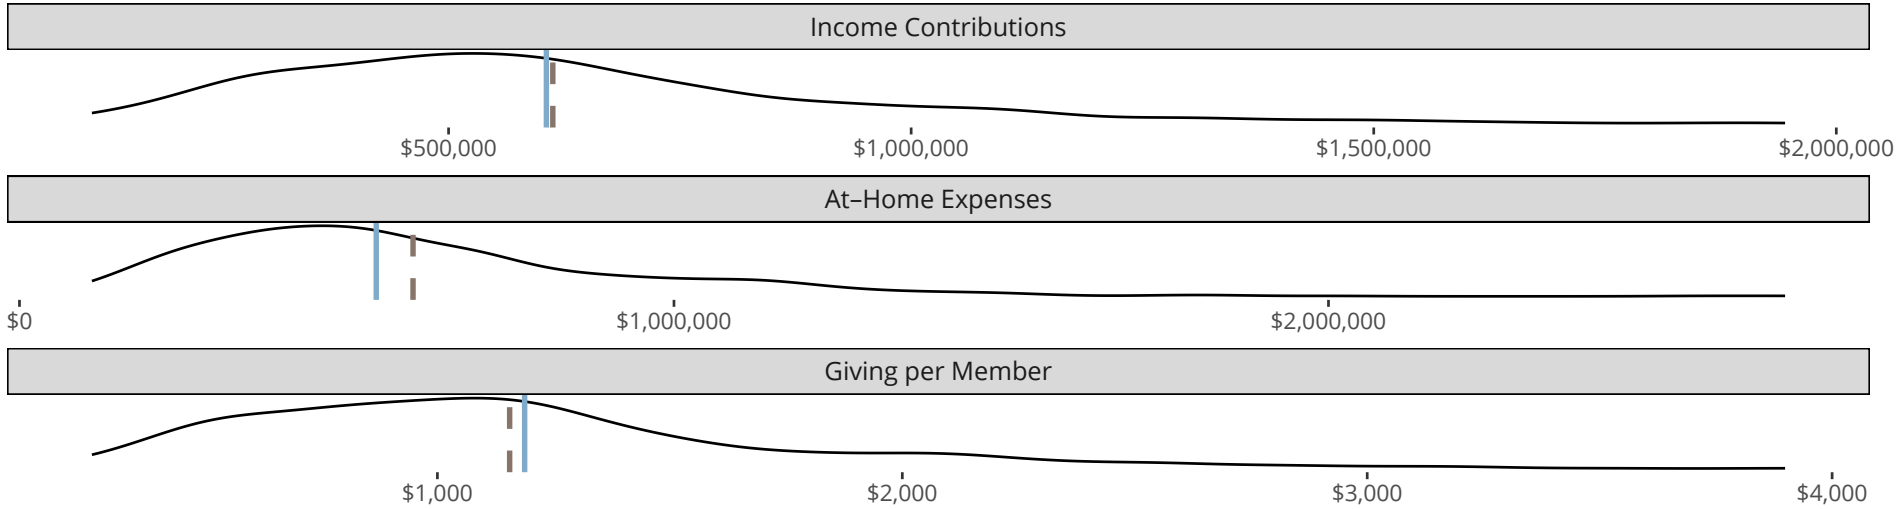 Income Contributions
$500,000 $1,000,000 $1,500,000 $2,000,000
At–Home Expenses
$0 $1,000,000 $2,000,000
Giving per Member
$1,000 $2,000 $3,000 $4,000